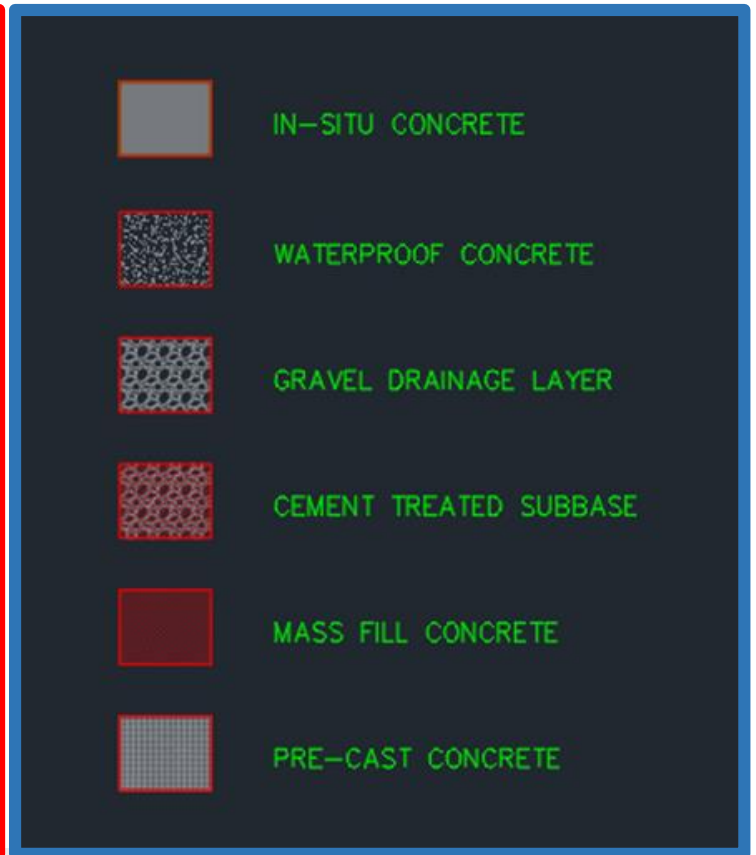 IN-SITU CONCRETE
WATERPROOF CONCRETE
GRAVEL DRAINAGE LAYER
CEMENT TREATED SUBBASE
MASS FILL CONCRETE
PRE-CAST CONCRETE